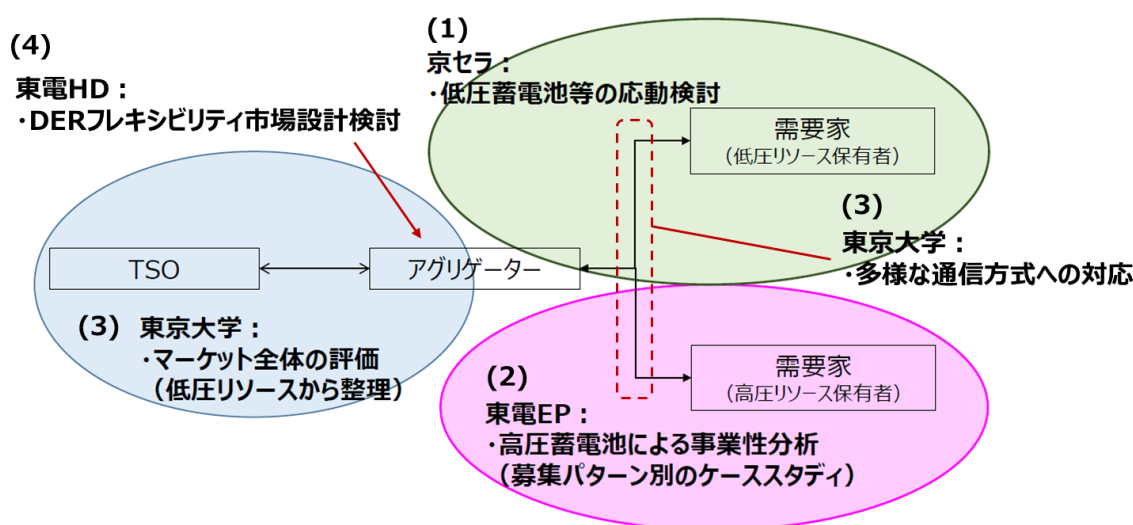 (4)
東電HD：
・DERフレキシビリティ市場設計検討
(1)
京セラ：
・低圧蓄電池等の応動検討
需要家
（低圧リソース保有者）
(3)
東京大学：
・多様な通信方式への対応
TSO
アグリゲーター
(3) 東京大学：
・マーケット全体の評価
（低圧リソースから整理）
(2)
東電EP：
・高圧蓄電池による事業性分析
（募集パターン別のケーススタディ）
需要家
（高圧リソース保有者）